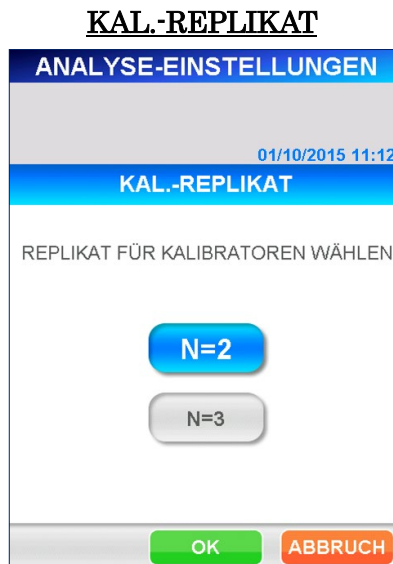 KAL.-REPLIKAT
ANALYSE-EINSTELLUNGEN
01/10/2015 11:12
KAL.-REPLIKAT
REPLIKAT FÜR KALIBRATOREN WÄHLEN
N=2
N=3
OK
ABBRUCH